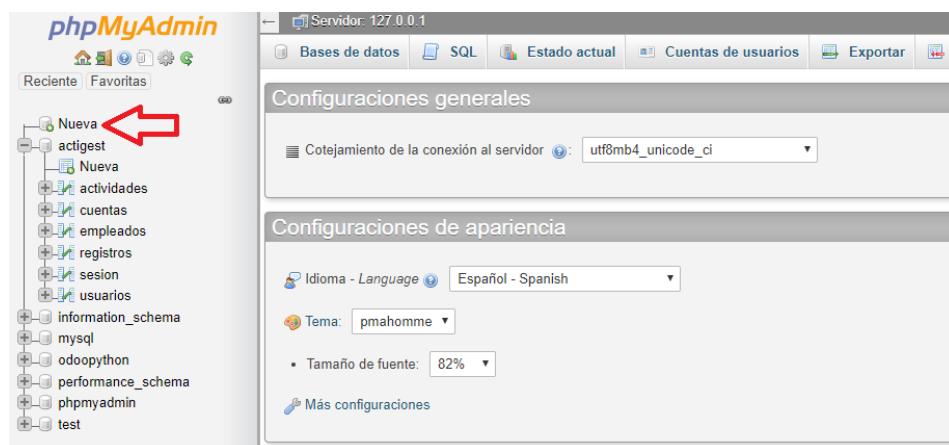 phpMyAdmin
Reciente Favoritas
Nueva
actigest
Nueva
actividades
cuentas
empleados
registros
sesion
usuarios
information_schema
mysql
odoopython
performance_schema
phpmyadmin
test
Servidor: 127.0.0.1
Bases de datos SQL Estado actual Cuentas de usuarios Exportar
Configuraciones generales
Cotejamiento de la conexión al servidor : utf8mb4_unicode_ci
Configuraciones de apariencia
Idioma - Language Español - Spanish
Tema: pmahomme
Tamaño de fuente: 82%
Más configuraciones